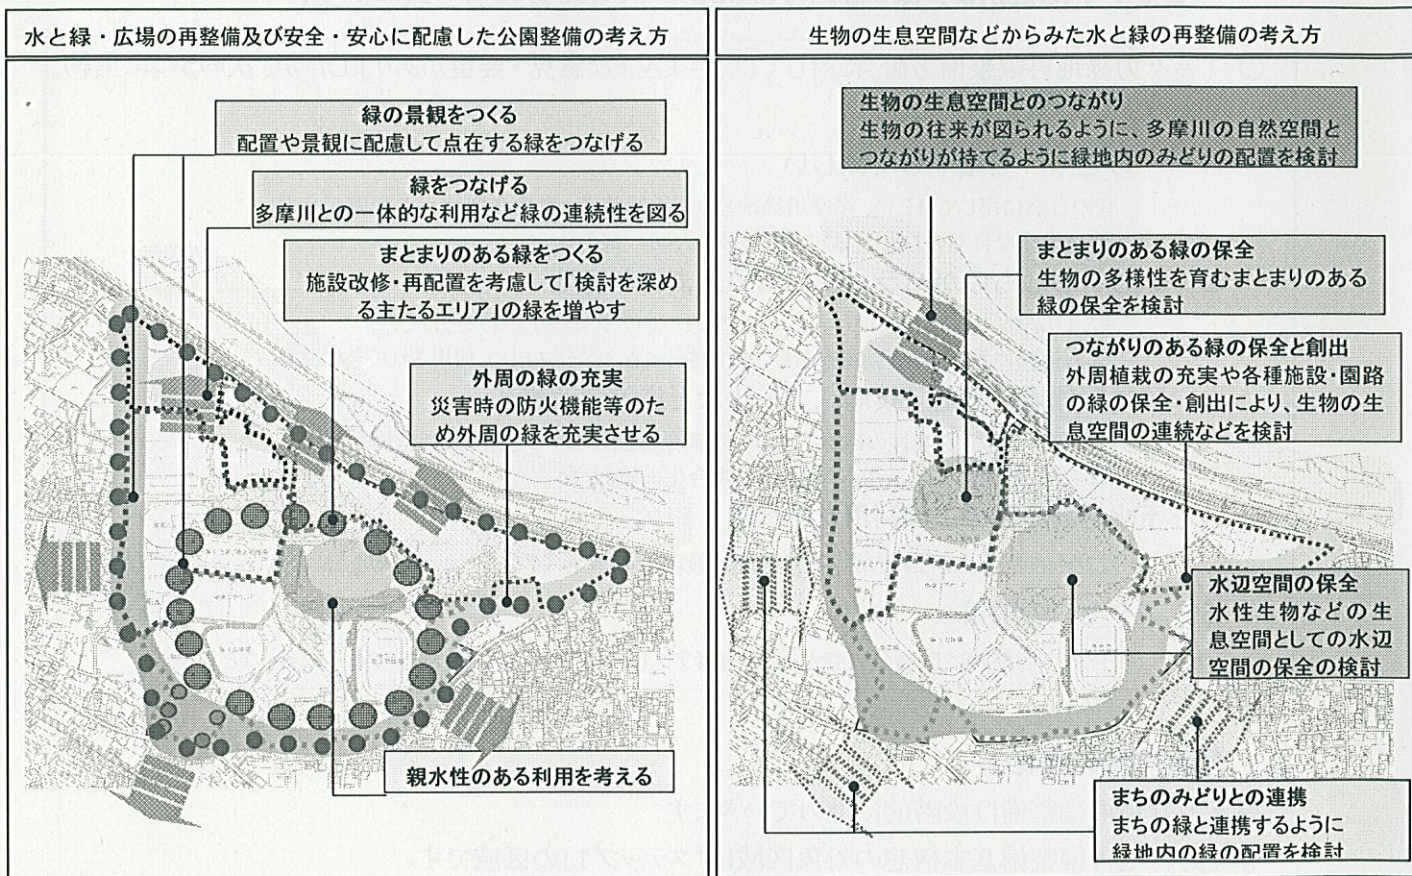 水と緑・広場の再整備及び安全・安心に配慮した公園整備の考え方
緑の景観をつくる
配置や景観に配慮して点在する緑をつなげる
緑をつなげる
多摩川との一体的な利用など緑の連続性を図る
まとまりのある緑をつくる
施設改修・再配置を考慮して「検討を深め
る主たるエリア」の緑を増やす
外周の緑の充実
災害時の防火機能等のた
め外周の緑を充実させる
親水性のある利用を考える
生物の生息空間などからみた水と緑の再整備の考え方
生物の生息空間とのつながり
生物の往来が図られるように、多摩川の自然空間と
つながりが持てるように緑地内のみどりの配置を検討
まとまりのある緑の保全
生物の多様性を育むまとまりのある
緑の保全を検討
つながりのある緑の保全と創出
外周植栽の充実や各種施設・園路
の緑の保全・創出により、生物の生
息空間の連続などを検討
水辺空間の保全
水性生物などの生
息空間としての水辺
空間の保全の検討
まちのみどりとの連携
まちの緑と連携するように
緑地内の緑の配置を検討